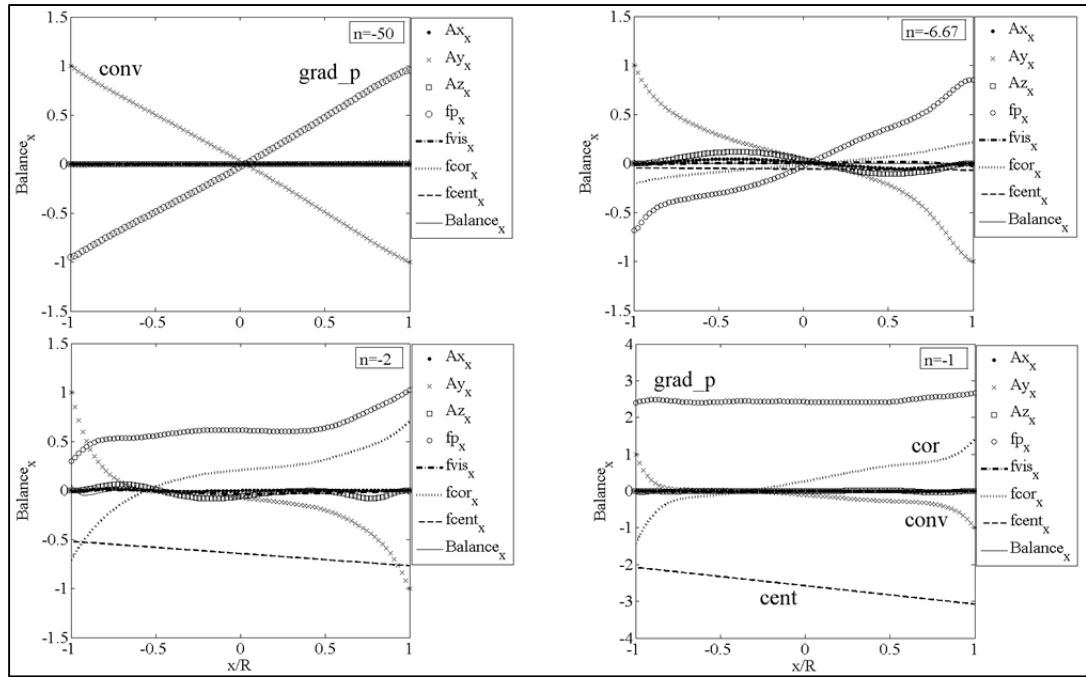 1.5
1
0.5
0
-0.5
-1
-1.5
Balance_x
-1 -0.5 0 0.5 1
n=-50
conv
grad_p
Ax_x
Ay_x
Az_x
fp_x
fvis_x
fcor_x
fcent_x
Balance_x
1.5
1
0.5
0
-0.5
-1
-1.5
Balance_x
-1 -0.5 0 0.5 1
n=-6.67
Ax_x
Ay_x
Az_x
fp_x
fvis_x
fcor_x
fcent_x
Balance_x
1.5
1
0.5
0
-0.5
-1
-1.5
Balance_x
-1 -0.5 0 0.5 1
x/R
n=-2
Ax_x
Ay_x
Az_x
fp_x
fvis_x
fcor_x
fcent_x
Balance_x
4
3
2
1
0
-1
-2
-3
-4
Balance_x
-1 -0.5 0 0.5 1
x/R
n=-1
grad_p
cor
conv
cent
Ax_x
Ay_x
Az_x
fp_x
fvis_x
fcor_x
fcent_x
Balance_x